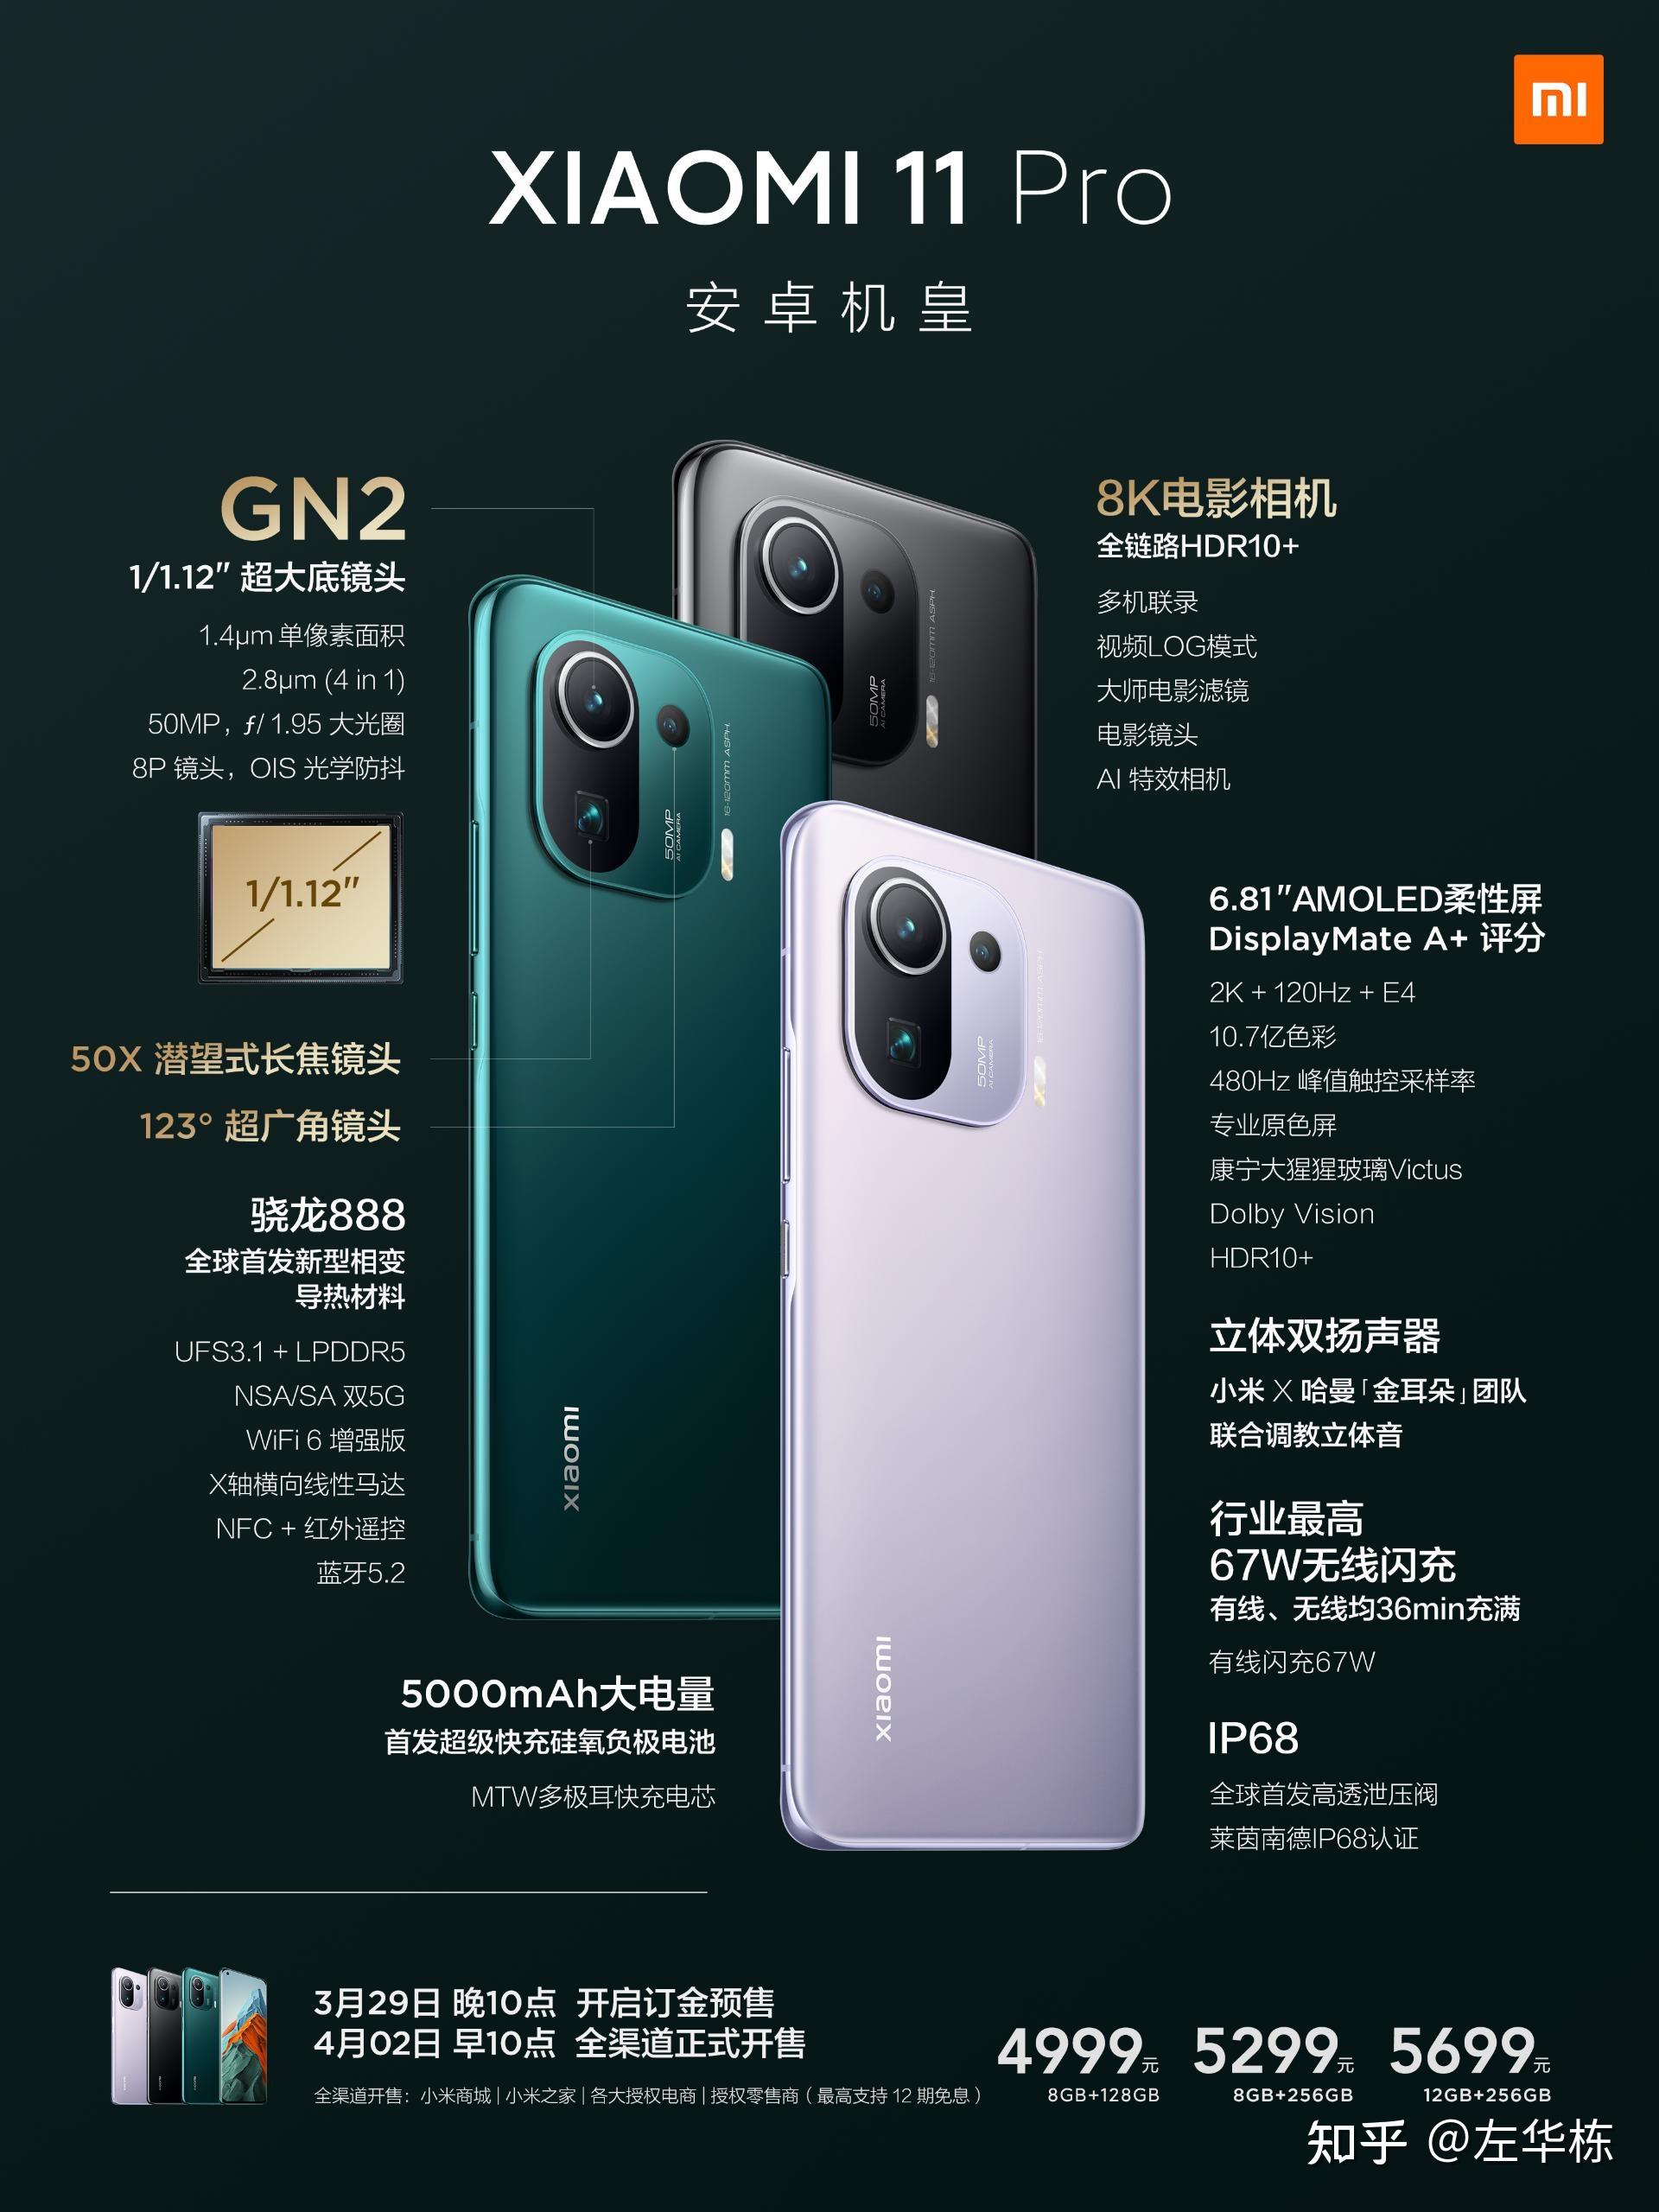 mi
XIAOMI 11 Pro
安卓机皇
GN2
1/1.12″ 超大底镜头
1.4μm 单像素面积
2.8μm (4 in 1)
50MP，ƒ/ 1.95 大光圈
8P 镜头，OIS 光学防抖
1/1.12″
50X 潜望式长焦镜头
123° 超广角镜头
骁龙888
全球首发新型相变
导热材料
UFS3.1 + LPDDR5
NSA/SA 双5G
WiFi 6 增强版
X轴横向线性马达
NFC + 红外遥控
蓝牙5.2
5000mAh大电量
首发超级快充硅氧负极电池
MTW多极耳快充电芯
16-120mm ASPH.
50MP
AI CAMERA
16-120mm ASPH.
50MP
AI CAMERA
xiaomi
16-120mm ASPH.
50MP
AI CAMERA
xiaomi
8K电影相机
全链路HDR10+
多机联录
视频LOG模式
大师电影滤镜
电影镜头
AI 特效相机
6.81″AMOLED柔性屏
DisplayMate A+ 评分
2K + 120Hz + E4
10.7亿色彩
480Hz 峰值触控采样率
专业原色屏
康宁大猩猩玻璃Victus
Dolby Vision
HDR10+
立体双扬声器
小米 X 哈曼「金耳朵」团队
联合调教立体音
行业最高
67W无线闪充
有线、无线均36min充满
有线闪充67W
IP68
全球首发高透泄压阀
莱茵南德IP68认证
3月29日 晚10点 开启订金预售
4月02日 早10点 全渠道正式开售
全渠道开售：小米商城 | 小米之家 | 各大授权电商 | 授权零售商（最高支持 12 期免息）
4999元 5299元 5699元
8GB+128GB 8GB+256GB 12GB+256GB
知乎 @左华栋